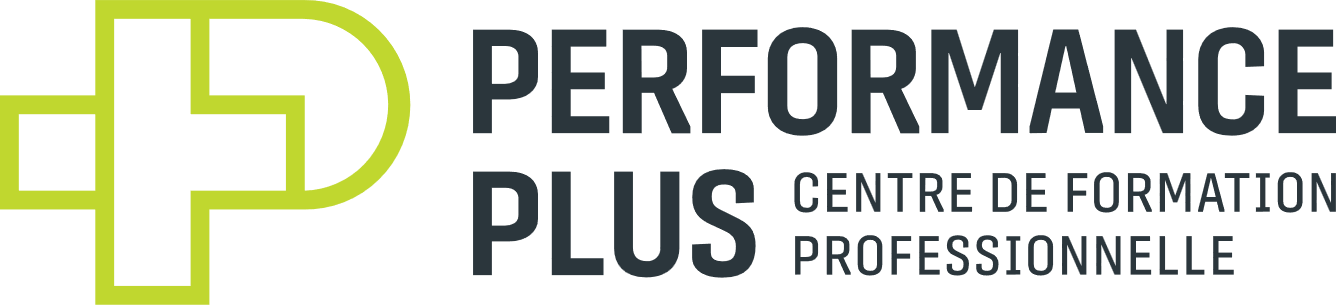 PERFORMANCE
PLUS
CENTRE DE FORMATION
PROFESSIONNELLE